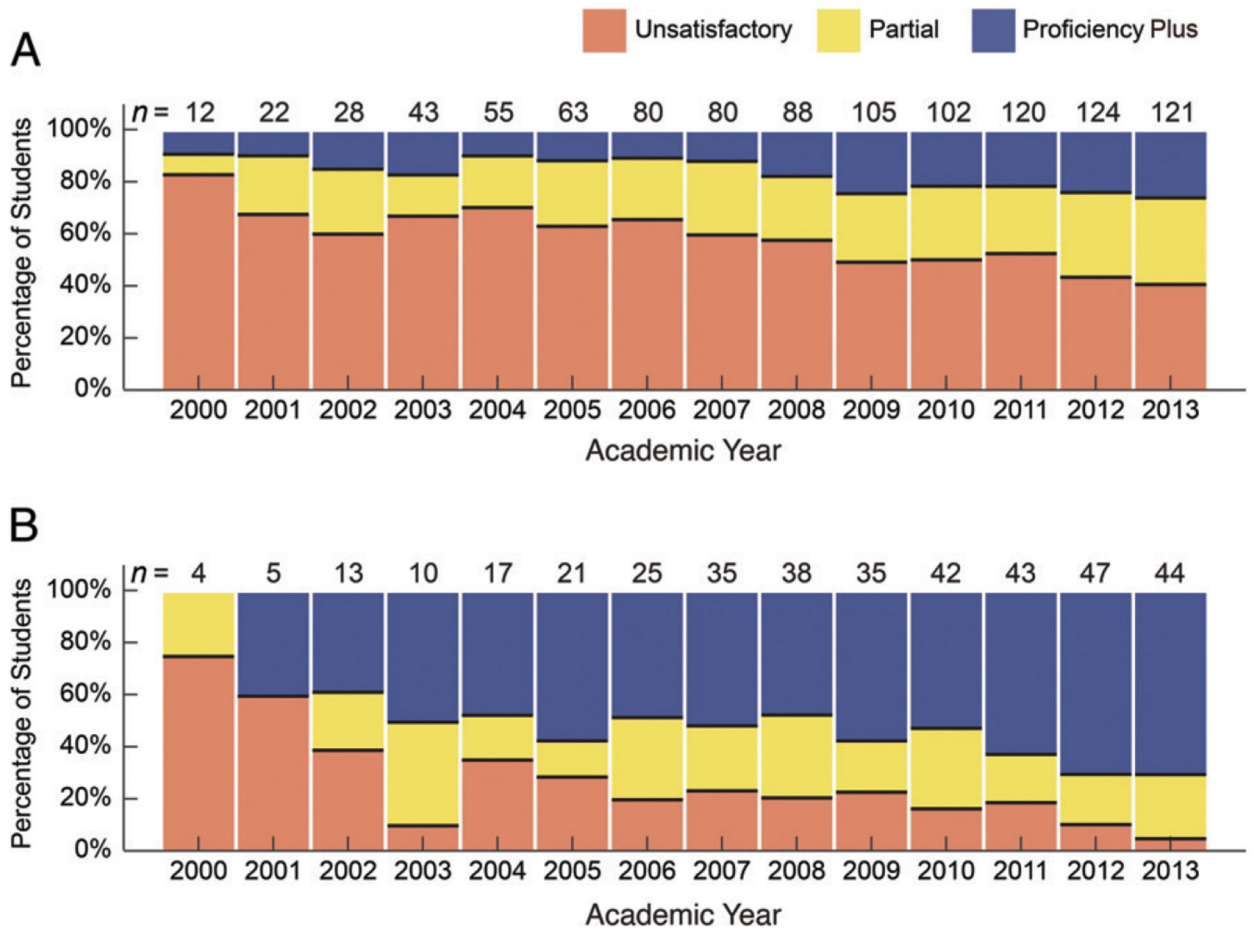 Unsatisfactory Partial Proficiency Plus
A
n = 12 22 28 43 55 63 80 80 88 105 102 120 124 121
Percentage of Students
100%
80%
60%
40%
20%
0%
2000 2001 2002 2003 2004 2005 2006 2007 2008 2009 2010 2011 2012 2013
Academic Year
B
n = 4 5 13 10 17 21 25 35 38 35 42 43 47 44
Percentage of Students
100%
80%
60%
40%
20%
0%
2000 2001 2002 2003 2004 2005 2006 2007 2008 2009 2010 2011 2012 2013
Academic Year